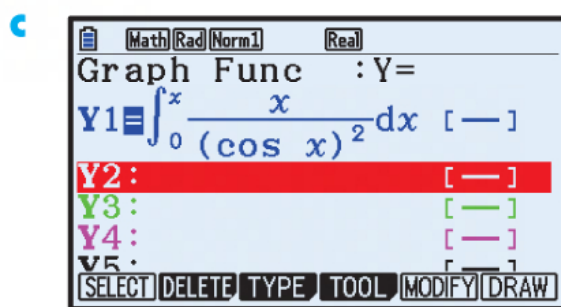 c
Math Rad Norm1 Real
Graph Func :Y=
Y1=∫₀ˣ x/(cos x)² dx [—]
Y2: [—]
Y3: [—]
Y4: [—]
Y5: [—]
SELECT DELETE TYPE TOOL MODIFY DRAW